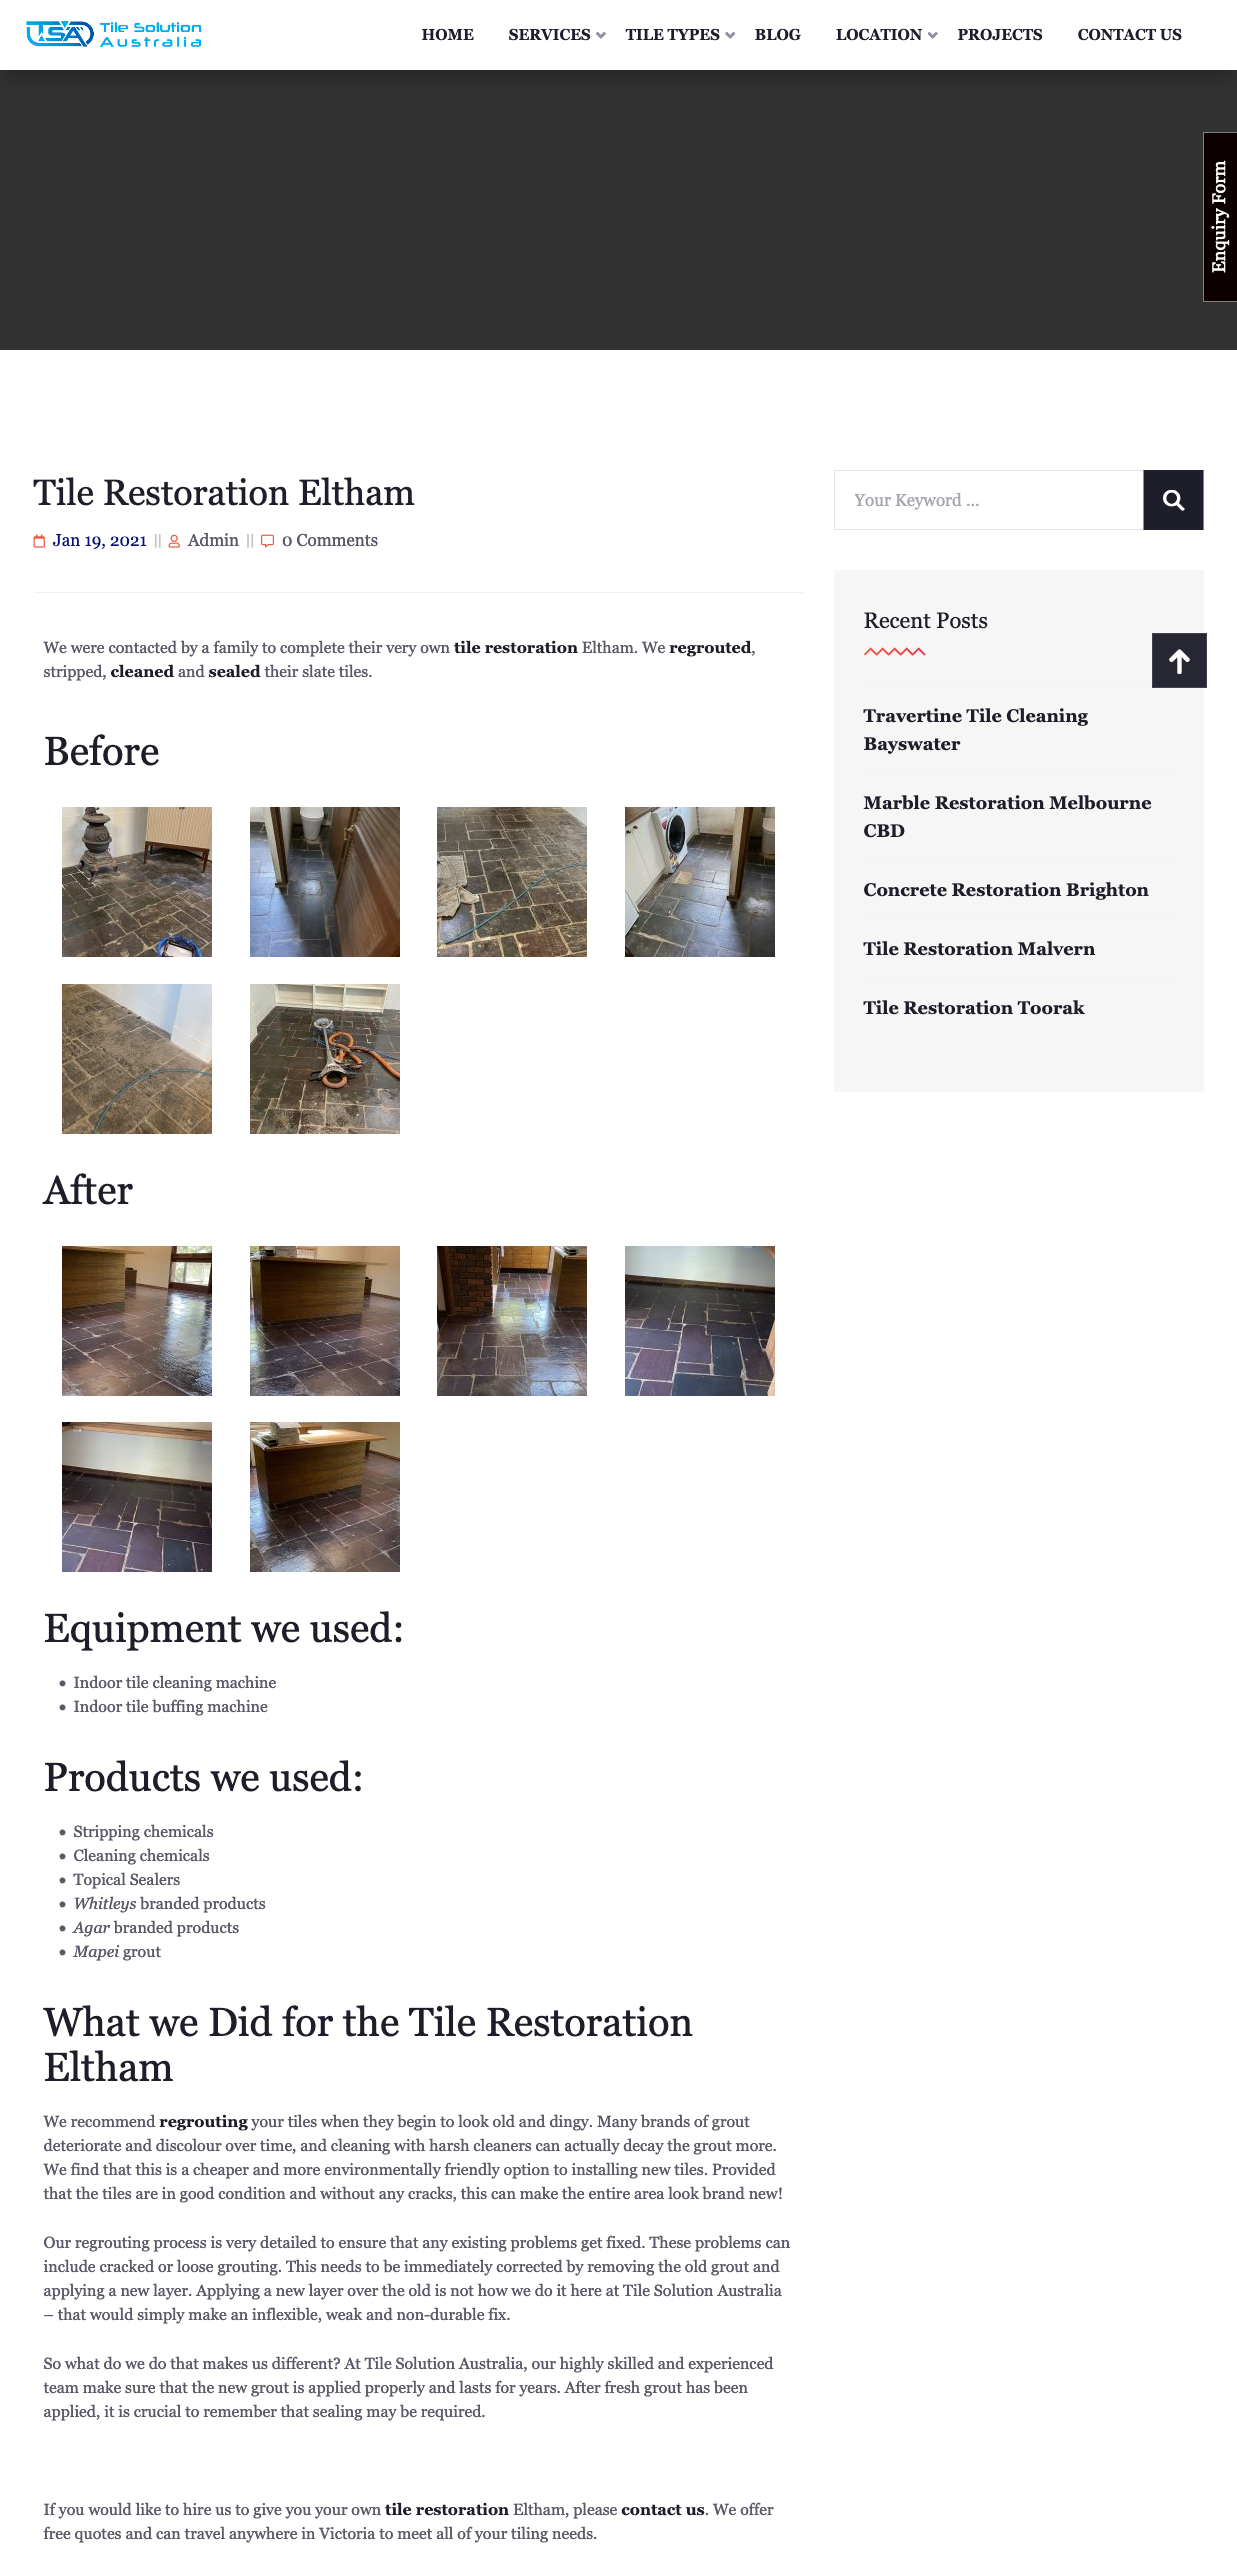 TSA Tile Solution
Australia
HOME SERVICES TILE TYPES BLOG LOCATION PROJECTS CONTACT US
Enquiry Form
Tile Restoration Eltham
Jan 19, 2021 || Admin || 0 Comments
We were contacted by a family to complete their very own tile restoration Eltham. We regrouted,
stripped, cleaned and sealed their slate tiles.
Before
After
Equipment we used:
• Indoor tile cleaning machine
• Indoor tile buffing machine
Products we used:
• Stripping chemicals
• Cleaning chemicals
• Topical Sealers
• Whitleys branded products
• Agar branded products
• Mapei grout
What we Did for the Tile Restoration
Eltham
We recommend regrouting your tiles when they begin to look old and dingy. Many brands of grout
deteriorate and discolour over time, and cleaning with harsh cleaners can actually decay the grout more.
We find that this is a cheaper and more environmentally friendly option to installing new tiles. Provided
that the tiles are in good condition and without any cracks, this can make the entire area look brand new!
Our regrouting process is very detailed to ensure that any existing problems get fixed. These problems can
include cracked or loose grouting. This needs to be immediately corrected by removing the old grout and
applying a new layer. Applying a new layer over the old is not how we do it here at Tile Solution Australia
– that would simply make an inflexible, weak and non-durable fix.
So what do we do that makes us different? At Tile Solution Australia, our highly skilled and experienced
team make sure that the new grout is applied properly and lasts for years. After fresh grout has been
applied, it is crucial to remember that sealing may be required.
If you would like to hire us to give you your own tile restoration Eltham, please contact us. We offer
free quotes and can travel anywhere in Victoria to meet all of your tiling needs.
Your Keyword ...
Recent Posts
Travertine Tile Cleaning
Bayswater
Marble Restoration Melbourne
CBD
Concrete Restoration Brighton
Tile Restoration Malvern
Tile Restoration Toorak